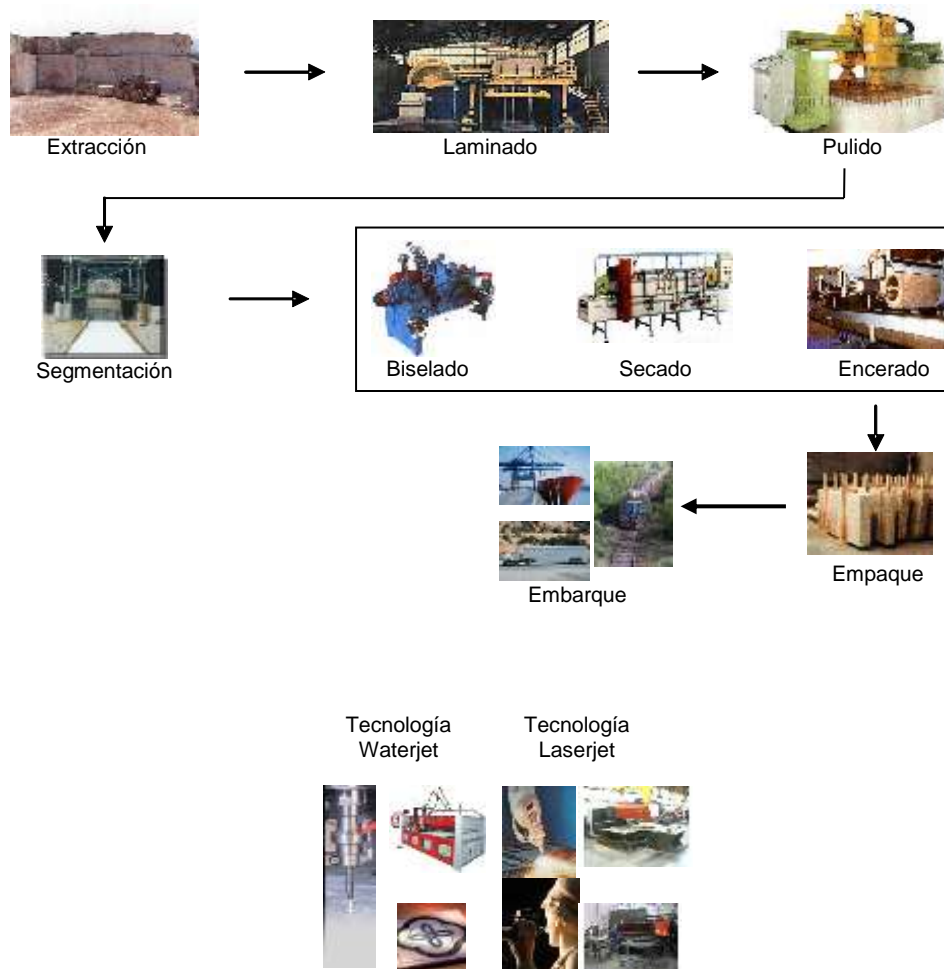 Extracción
Laminado
Pulido
Segmentación
Biselado
Secado
Encerado
Empaque
Embarque
Tecnología
Waterjet
Tecnología
Laserjet